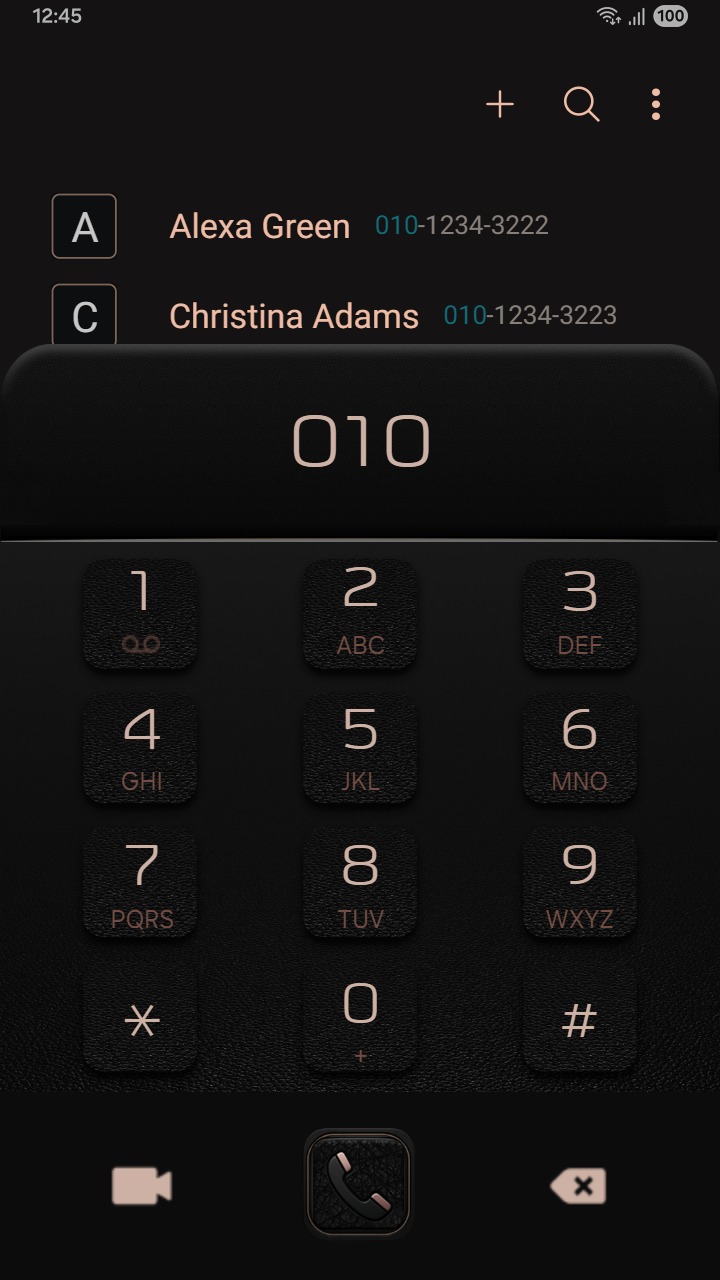 12:45 100
A Alexa Green 010-1234-3222
C Christina Adams 010-1234-3223
010
1 2 3
ABC DEF
4 5 6
GHI JKL MNO
7 8 9
PQRS TUV WXYZ
* 0 #
+